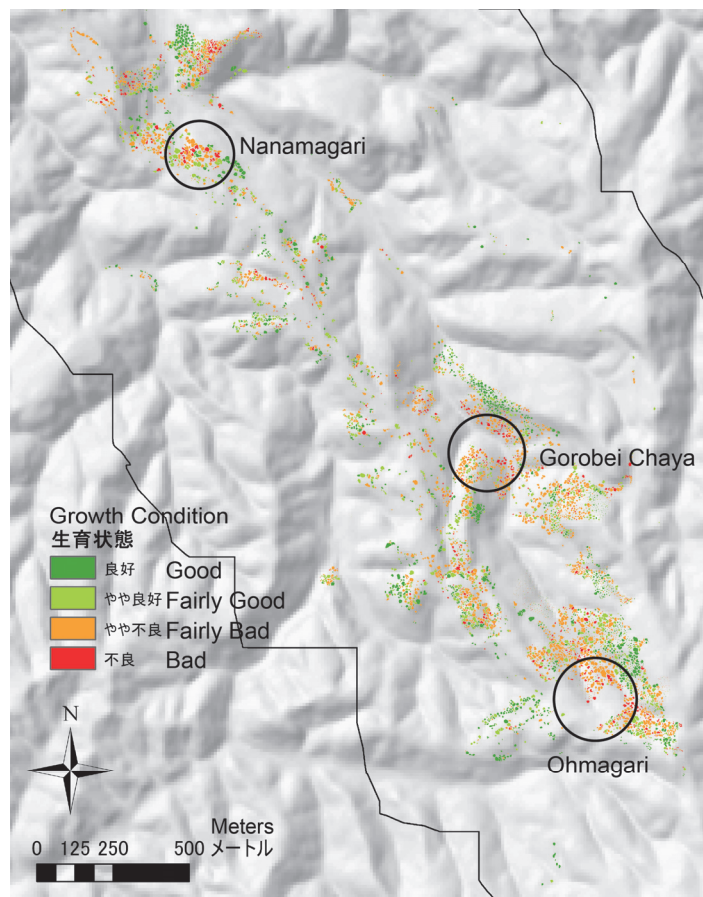 Nanamagari
Gorobei Chaya
Growth Condition
生育状態
良好 Good
やや良好 Fairly Good
やや不良 Fairly Bad
不良 Bad
Ohmagari
N
Meters
0 125 250 500 メートル